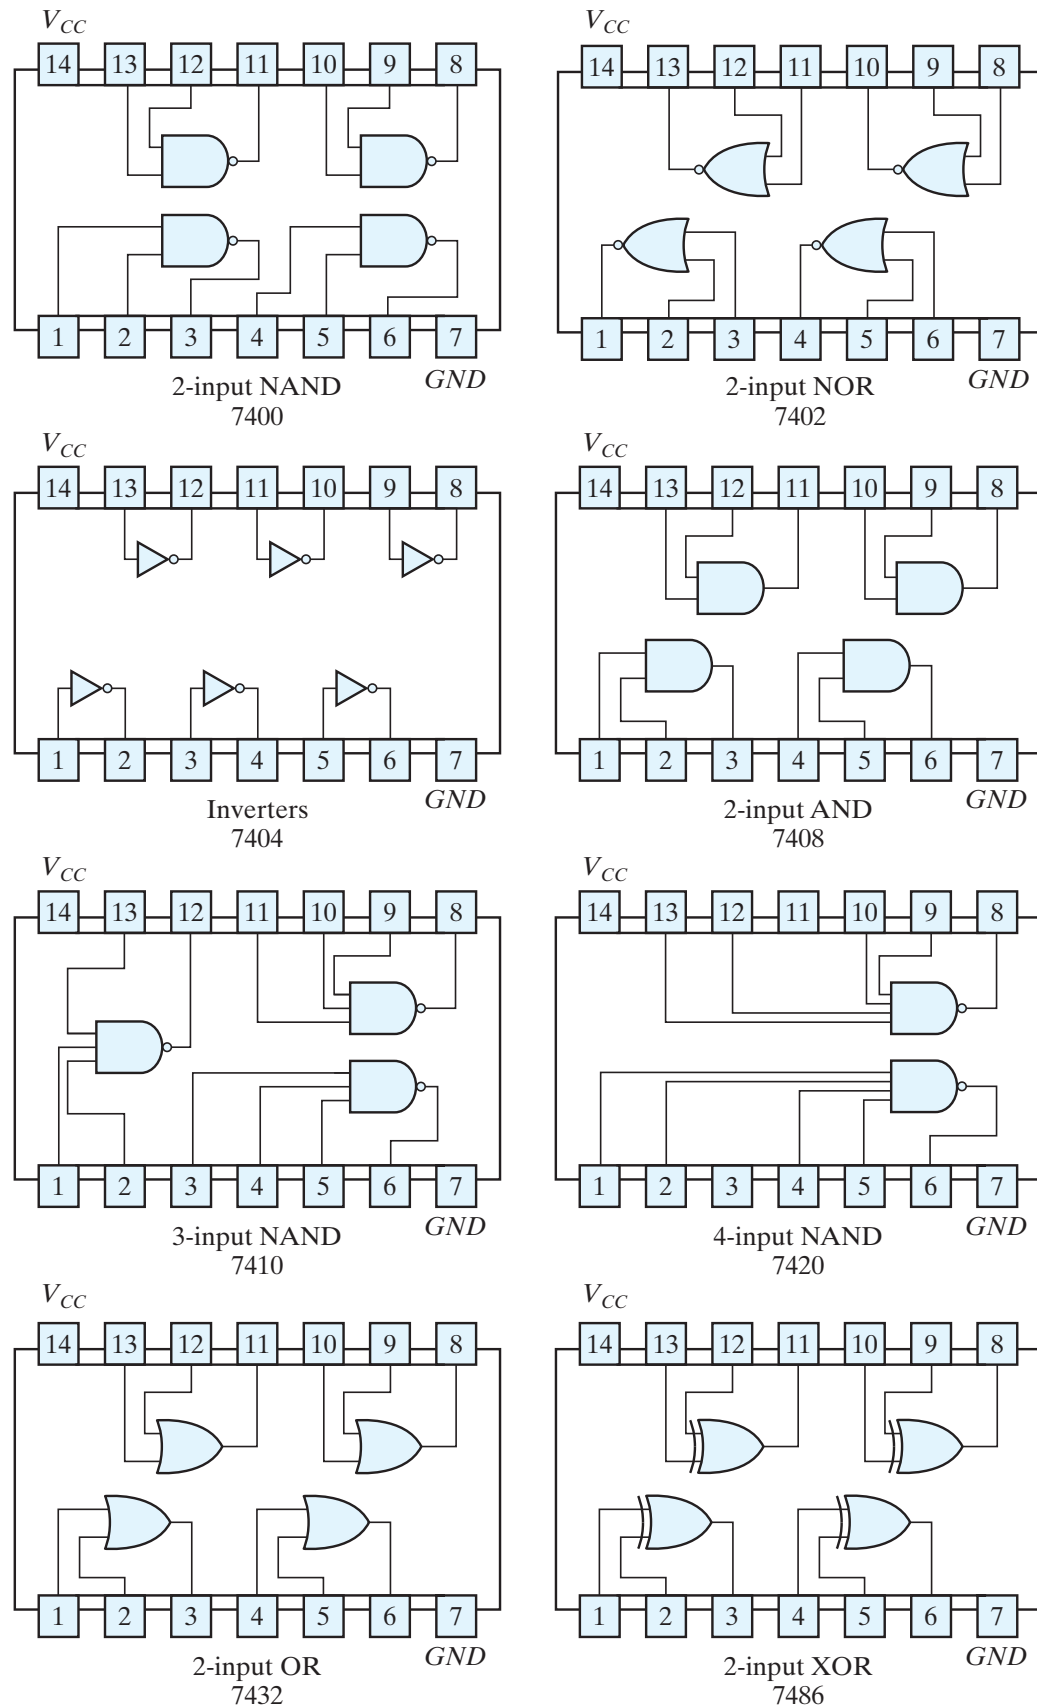 V_CC
14 13 12 11 10 9 8
1 2 3 4 5 6 7
GND
2-input NAND
7400
V_CC
14 13 12 11 10 9 8
1 2 3 4 5 6 7
GND
2-input NOR
7402
V_CC
14 13 12 11 10 9 8
1 2 3 4 5 6 7
GND
Inverters
7404
V_CC
14 13 12 11 10 9 8
1 2 3 4 5 6 7
GND
2-input AND
7408
V_CC
14 13 12 11 10 9 8
1 2 3 4 5 6 7
GND
3-input NAND
7410
V_CC
14 13 12 11 10 9 8
1 2 3 4 5 6 7
GND
4-input NAND
7420
V_CC
14 13 12 11 10 9 8
1 2 3 4 5 6 7
GND
2-input OR
7432
V_CC
14 13 12 11 10 9 8
1 2 3 4 5 6 7
GND
2-input XOR
7486